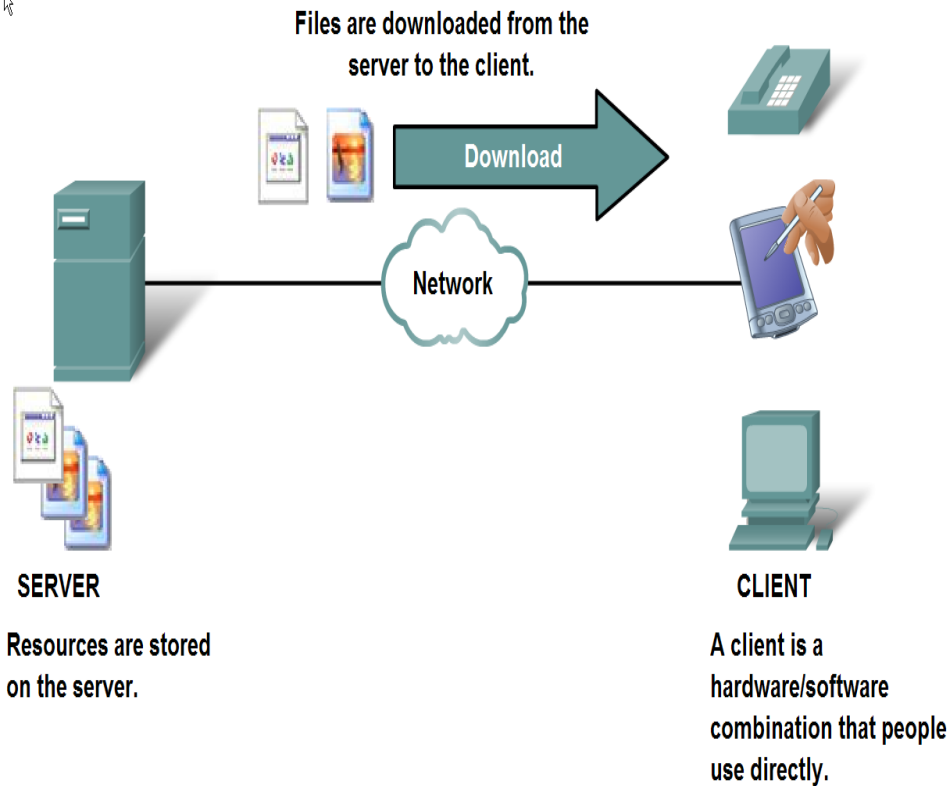 Files are downloaded from the
server to the client.
Download
Network
SERVER
Resources are stored
on the server.
CLIENT
A client is a
hardware/software
combination that people
use directly.